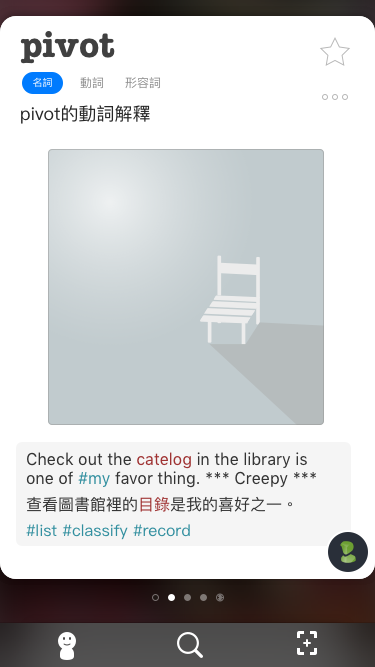 pivot
名詞 動詞 形容詞
pivot的動詞解釋
Check out the catelog in the library is
one of #my favor thing. *** Creepy ***
查看圖書館裡的目錄是我的喜好之一。
#list #classify #record